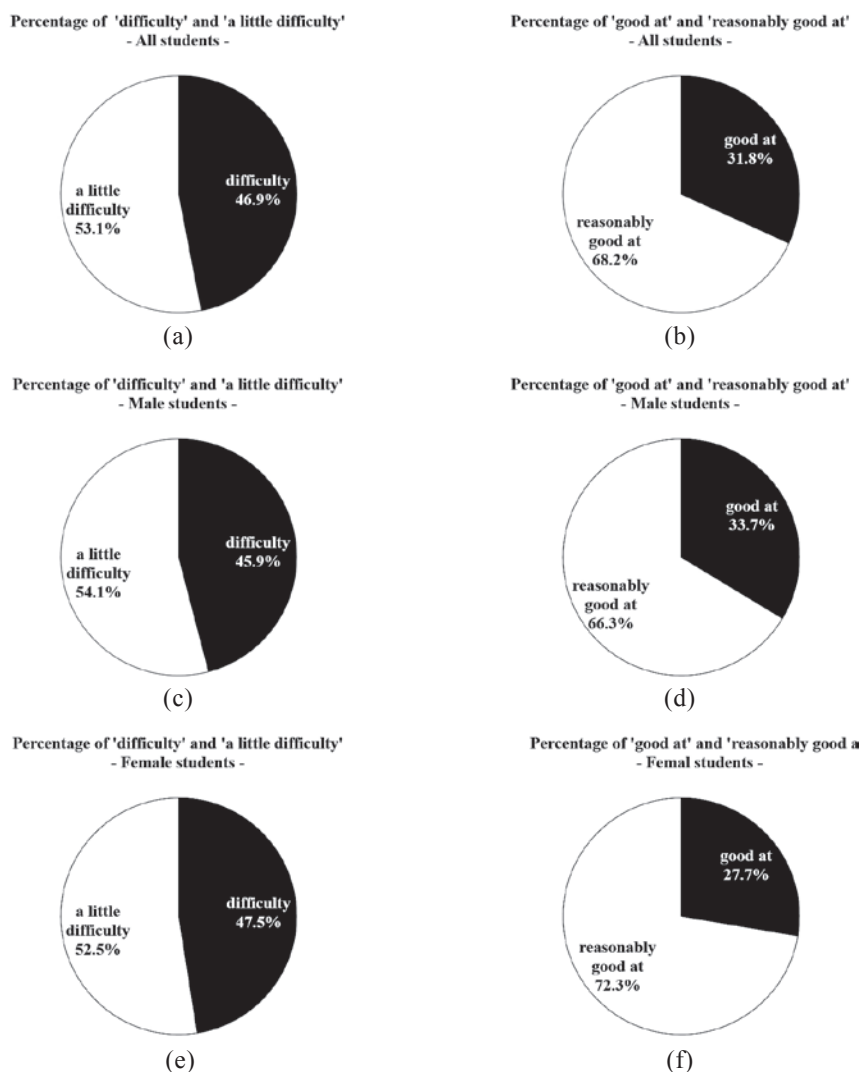 Percentage of 'difficulty' and 'a little difficulty'
- All students -
a little
difficulty
53.1%
difficulty
46.9%
(a)
Percentage of 'good at' and 'reasonably good at'
- All students -
good at
31.8%
reasonably
good at
68.2%
(b)
Percentage of 'difficulty' and 'a little difficulty'
- Male students -
a little
difficulty
54.1%
difficulty
45.9%
(c)
Percentage of 'good at' and 'reasonably good at'
- Male students -
good at
33.7%
reasonably
good at
66.3%
(d)
Percentage of 'difficulty' and 'a little difficulty'
- Female students -
a little
difficulty
52.5%
difficulty
47.5%
(e)
Percentage of 'good at' and 'reasonably good a
- Femal students -
good at
27.7%
reasonably
good at
72.3%
(f)